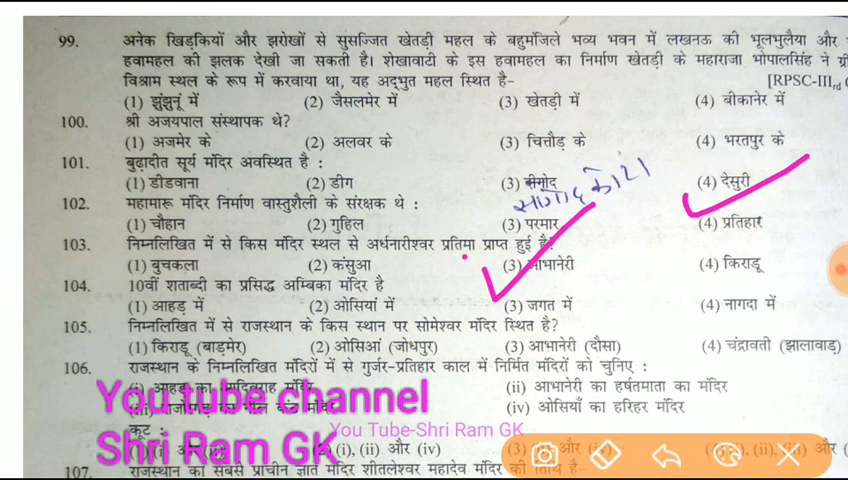 99. अनेक खिड़कियों और झरोखों से सुसज्जित खेतड़ी महल के बहुमंजिले भव्य भवन में लखनऊ की भूलभुलैया और
हवामहल की झलक देखी जा सकती है। शेखावाटी के इस हवामहल का निर्माण खेतड़ी के महाराजा भोपालसिंह ने
विश्राम स्थल के रूप में करवाया था, यह अद्भुत महल स्थित है- [RPSC-IIIrd
(1) झुंझुनूं में (2) जैसलमेर में (3) खेतड़ी में (4) बीकानेर में
100. श्री अजयपाल संस्थापक थे?
(1) अजमेर के (2) अलवर के (3) चित्तौड़ के (4) भरतपुर के
101. बुढ़ादीत सूर्य मंदिर अवस्थित है :
(1) डीडवाना (2) डीग (3) (4) देसुरी
सागोद कोटा
102. महामारू मंदिर निर्माण वास्तुशैली के संरक्षक थे :
(1) चौहान (2) गुहिल (3) परमार (4) प्रतिहार
103. निम्नलिखित में से किस मंदिर स्थल से अर्धनारीश्वर प्रतिमा प्राप्त हुई है?
(1) बुचकला (2) कंसुआ (3) आभानेरी (4) किराडू
104. 10वीं शताब्दी का प्रसिद्ध अम्बिका मंदिर है
(1) आहड़ में (2) ओसियां में (3) जगत में (4) नागदा में
105. निम्नलिखित में से राजस्थान के किस स्थान पर सोमेश्वर मंदिर स्थित है?
(1) किराडू (बाड़मेर) (2) ओसिआं (जोधपुर) (3) आभानेरी (दौसा) (4) चंद्रावती (झालावाड़)
106. राजस्थान के निम्नलिखित मंदिरों में से गुर्जर-प्रतिहार काल में निर्मित मंदिरों को चुनिए :
मंदिर (ii) आभानेरी का हर्षतमाता का मंदिर
You tube channel
मंदिर (iv) ओसियाँ का हरिहर मंदिर
कूट :
You Tube-Shri Ram GK
Shri Ram GK
(i), (ii) और (iv)
107. राजस्थान का सबसे प्राचीन ज्ञात मंदिर शीतलेश्वर महादेव मंदिर की तिथि है-